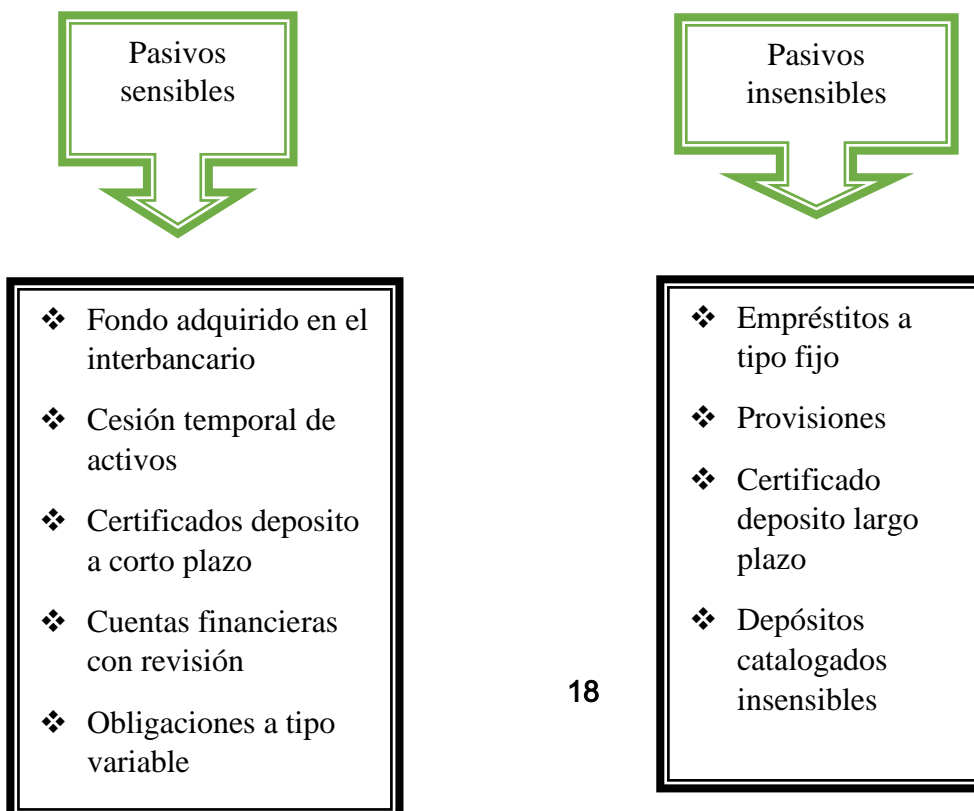 Pasivos
sensibles
Pasivos
insensibles
❖ Fondo adquirido en el
interbancario
❖ Cesión temporal de
activos
❖ Certificados deposito
a corto plazo
❖ Cuentas financieras
con revisión
❖ Obligaciones a tipo
variable
❖ Empréstitos a
tipo fijo
❖ Provisiones
❖ Certificado
deposito largo
plazo
❖ Depósitos
catalogados
insensibles
18